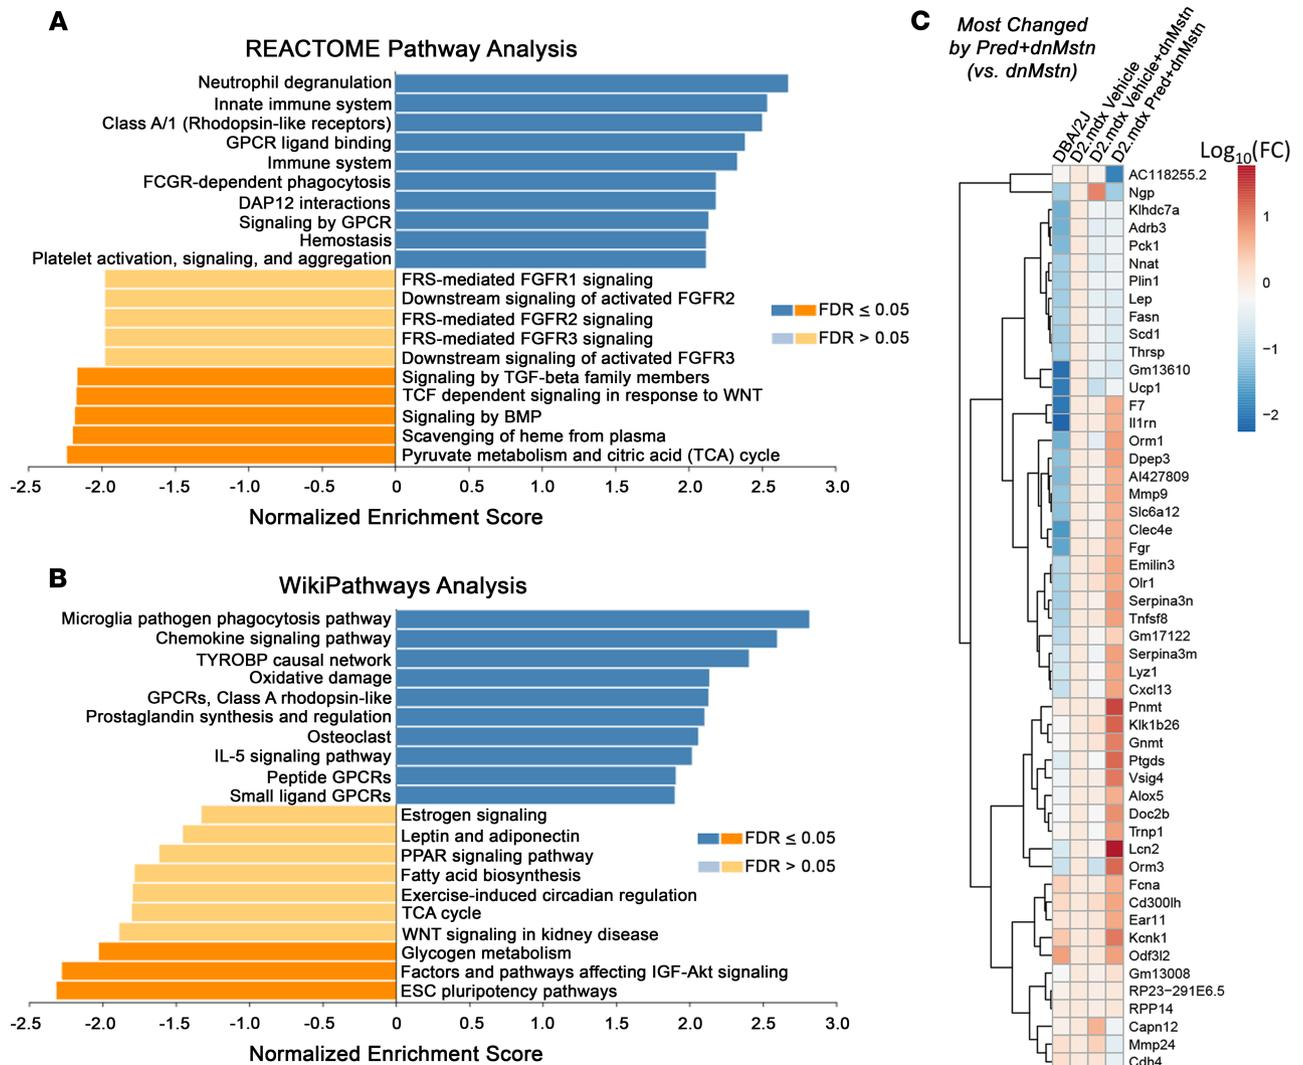 A
REACTOME Pathway Analysis
Neutrophil degranulation
Innate immune system
Class A/1 (Rhodopsin-like receptors)
GPCR ligand binding
Immune system
FCGR-dependent phagocytosis
DAP12 interactions
Signaling by GPCR
Hemostasis
Platelet activation, signaling, and aggregation
FRS-mediated FGFR1 signaling
Downstream signaling of activated FGFR2
FRS-mediated FGFR2 signaling
FRS-mediated FGFR3 signaling
Downstream signaling of activated FGFR3
Signaling by TGF-beta family members
TCF dependent signaling in response to WNT
Signaling by BMP
Scavenging of heme from plasma
Pyruvate metabolism and citric acid (TCA) cycle
FDR ≤ 0.05
FDR > 0.05
-2.5 -2.0 -1.5 -1.0 -0.5 0 0.5 1.0 1.5 2.0 2.5 3.0
Normalized Enrichment Score
B
WikiPathways Analysis
Microglia pathogen phagocytosis pathway
Chemokine signaling pathway
TYROBP causal network
Oxidative damage
GPCRs, Class A rhodopsin-like
Prostaglandin synthesis and regulation
Osteoclast
IL-5 signaling pathway
Peptide GPCRs
Small ligand GPCRs
Estrogen signaling
Leptin and adiponectin
PPAR signaling pathway
Fatty acid biosynthesis
Exercise-induced circadian regulation
TCA cycle
WNT signaling in kidney disease
Glycogen metabolism
Factors and pathways affecting IGF-Akt signaling
ESC pluripotency pathways
FDR ≤ 0.05
FDR > 0.05
-2.5 -2.0 -1.5 -1.0 -0.5 0 0.5 1.0 1.5 2.0 2.5 3.0
Normalized Enrichment Score
C
Most Changed
by Pred+dnMstn
(vs. dnMstn)
DBA/2J
D2.mdx Vehicle
D2.mdx Vehicle+dnMstn
D2.mdx Pred+dnMstn
Log10(FC)
1
0
−1
−2
AC118255.2
Ngp
Klhdc7a
Adrb3
Pck1
Nnat
Plin1
Lep
Fasn
Scd1
Thrsp
Gm13610
Ucp1
F7
Il1rn
Orm1
Dpep3
AI427809
Mmp9
Slc6a12
Clec4e
Fgr
Emilin3
Olr1
Serpina3n
Tnfsf8
Gm17122
Serpina3m
Lyz1
Cxcl13
Pnmt
Klk1b26
Gnmt
Ptgds
Vsig4
Alox5
Doc2b
Trnp1
Lcn2
Orm3
Fcna
Cd300lh
Ear11
Kcnk1
Odf3l2
Gm13008
RP23−291E6.5
RPP14
Capn12
Mmp24
Cdh4